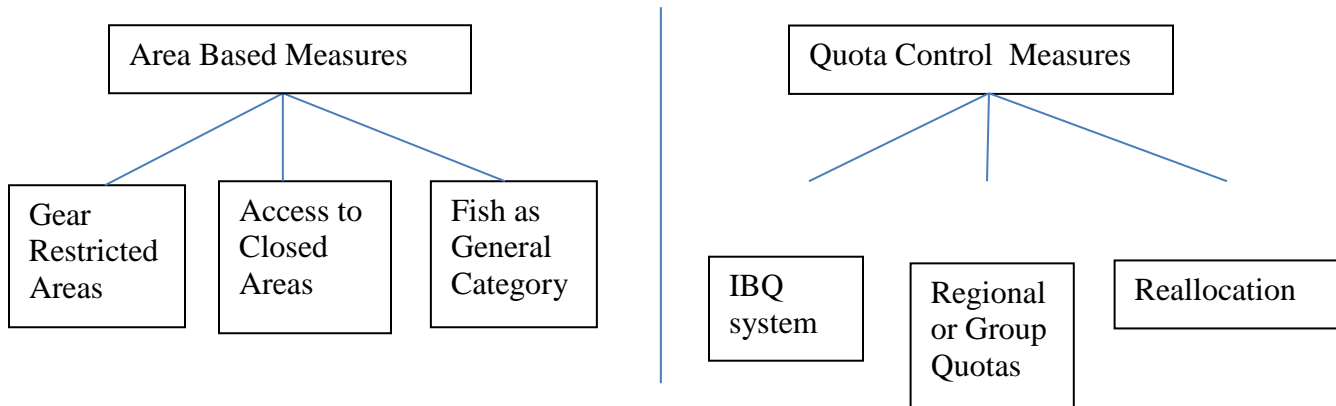 Area Based Measures
Quota Control  Measures
Gear
Restricted
Areas
Access to
Closed
Areas
Fish as
General
Category
IBQ
system
Regional
or Group
Quotas
Reallocation